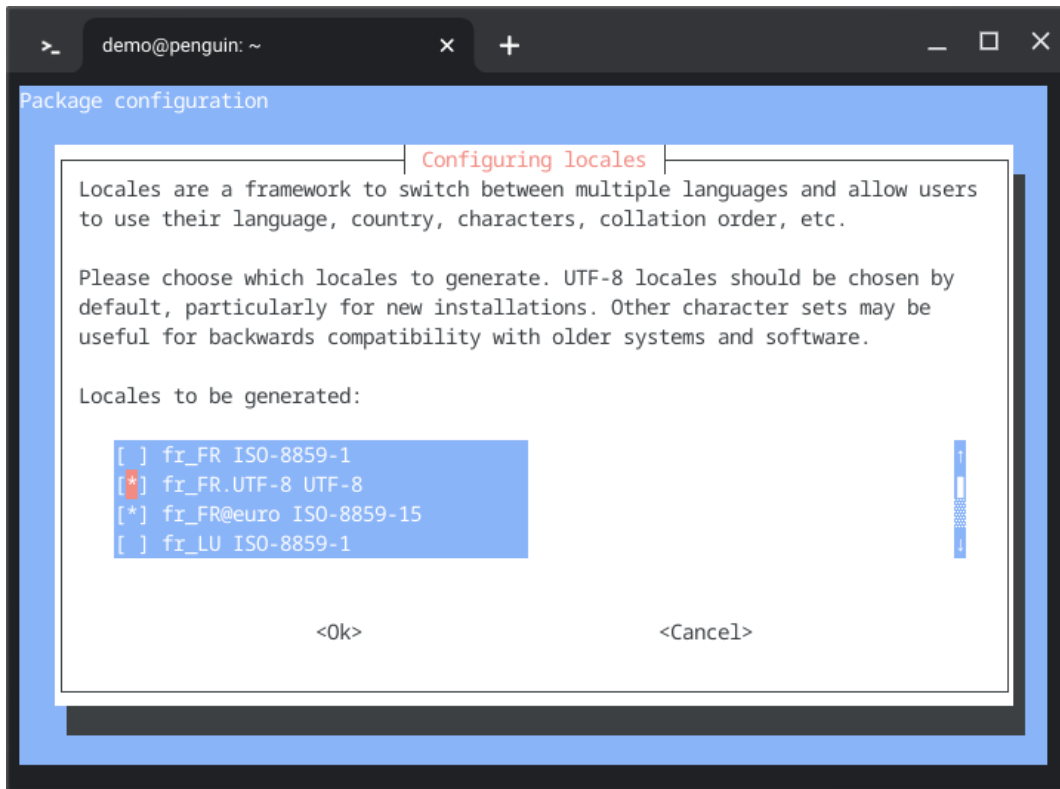 demo@penguin: ~
Package configuration
Configuring locales
Locales are a framework to switch between multiple languages and allow users
to use their language, country, characters, collation order, etc.
Please choose which locales to generate. UTF-8 locales should be chosen by
default, particularly for new installations. Other character sets may be
useful for backwards compatibility with older systems and software.
Locales to be generated:
[ ] fr_FR ISO-8859-1
[*] fr_FR.UTF-8 UTF-8
[*] fr_FR@euro ISO-8859-15
[ ] fr_LU ISO-8859-1
<Ok> <Cancel>